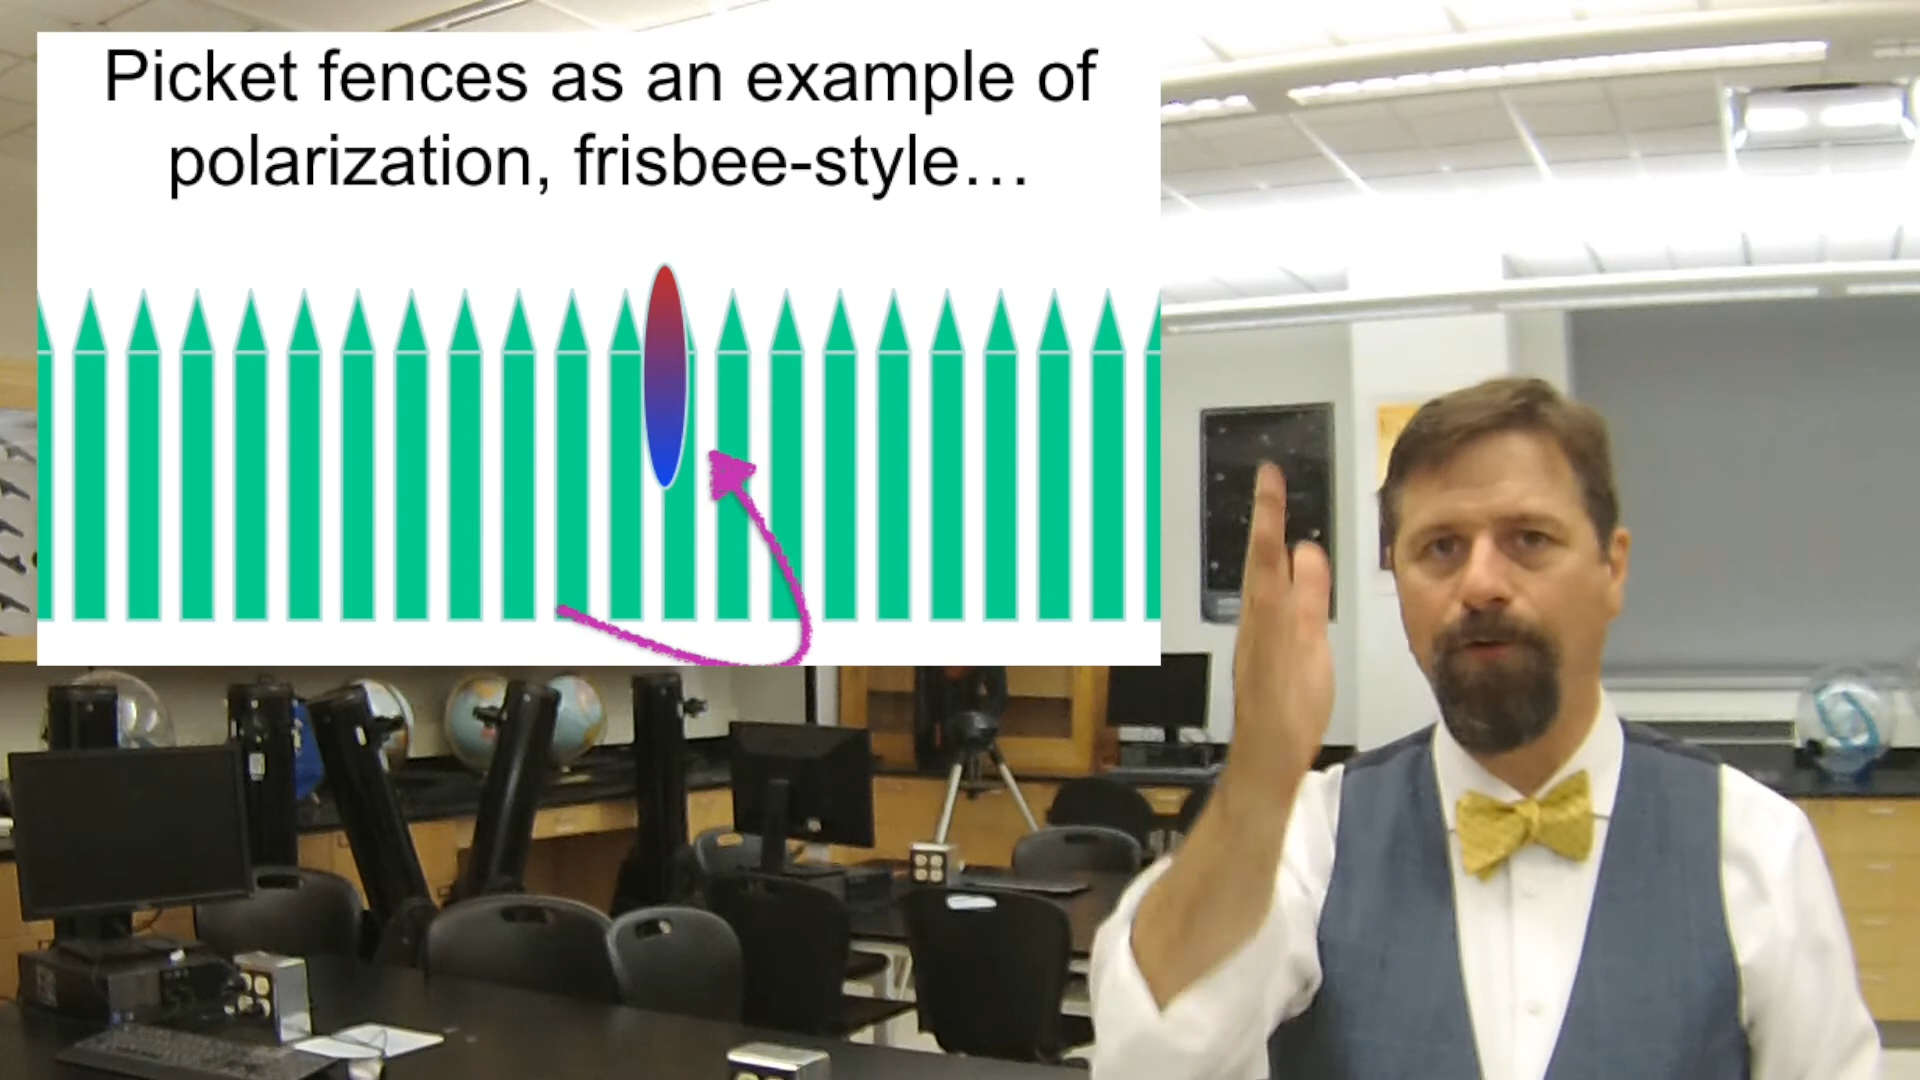 Picket fences as an example of
polarization, frisbee-style…